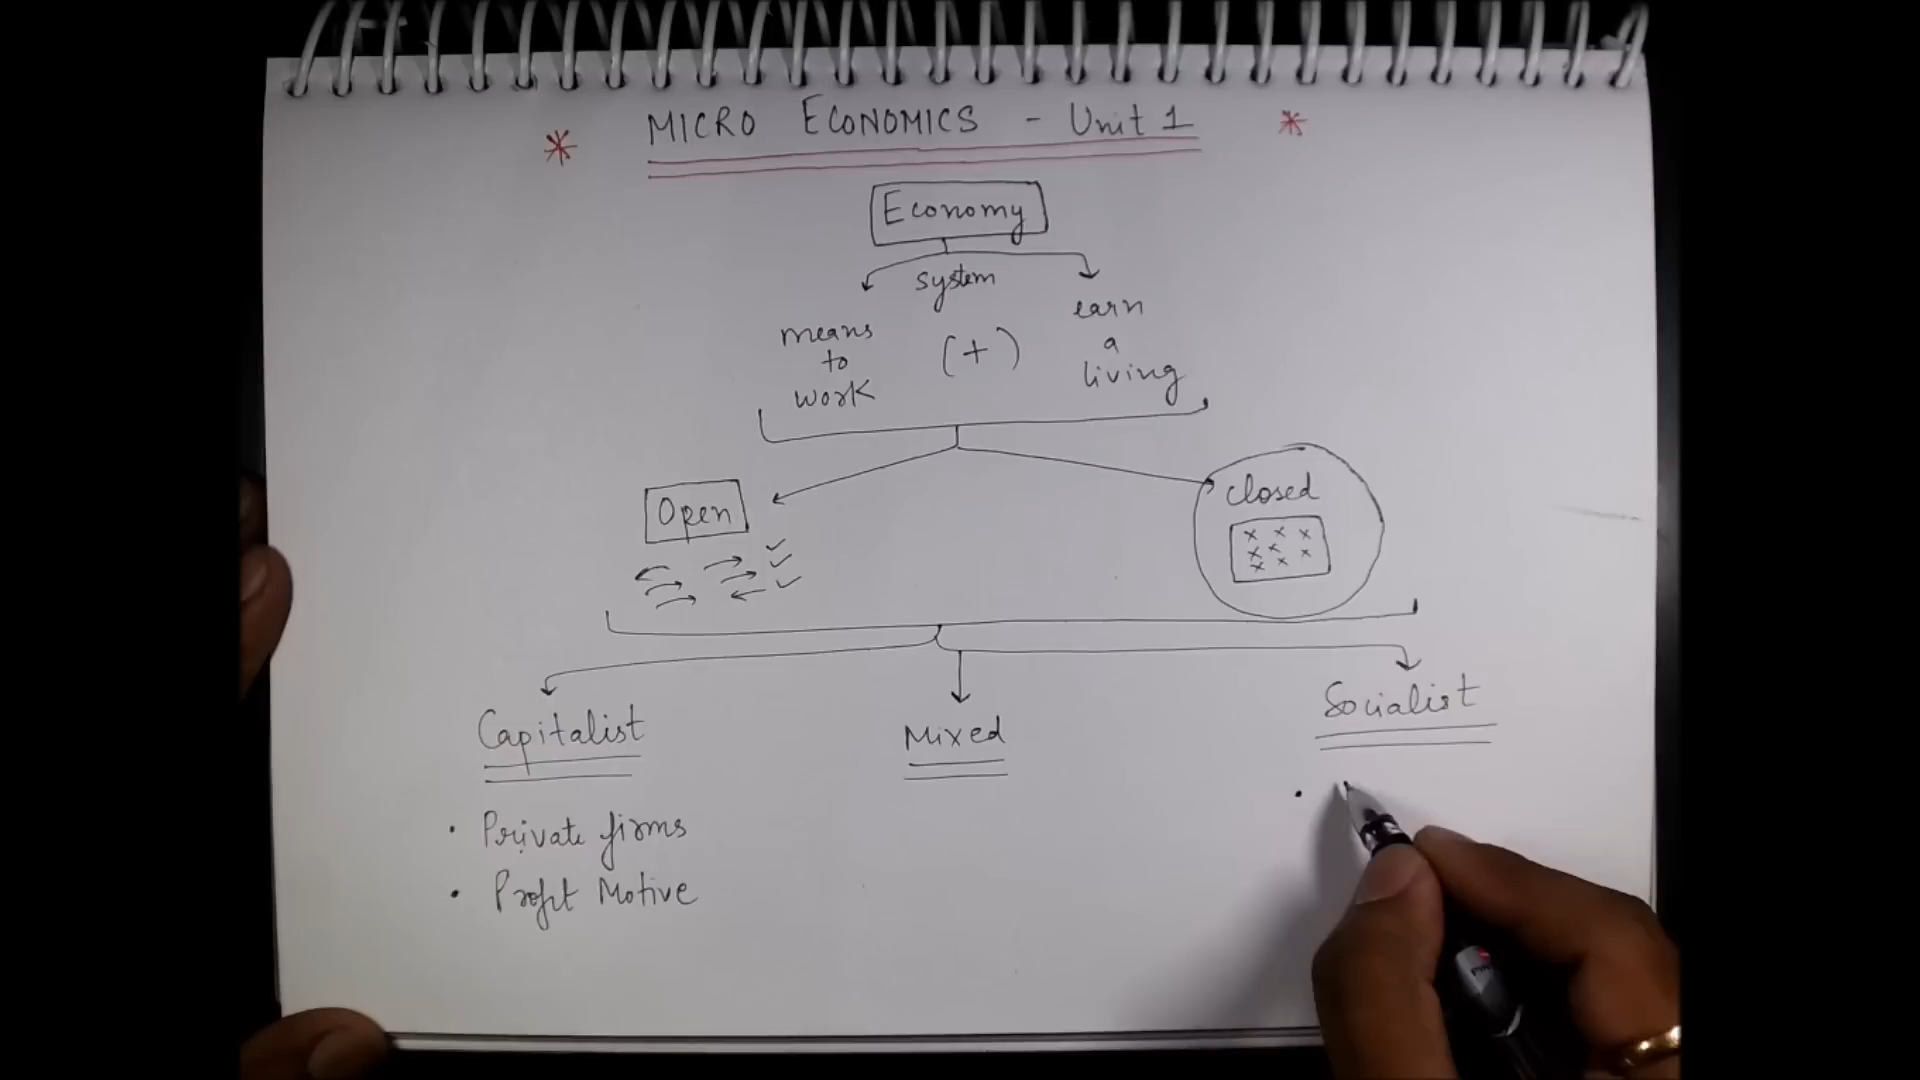 * MICRO ECONOMICS - Unit 1 *
Economy
system
means
to
work
(+)
earn
a
living
Open
closed
Capitalist
Mixed
Socialist
• Private firms
• Profit Motive
•